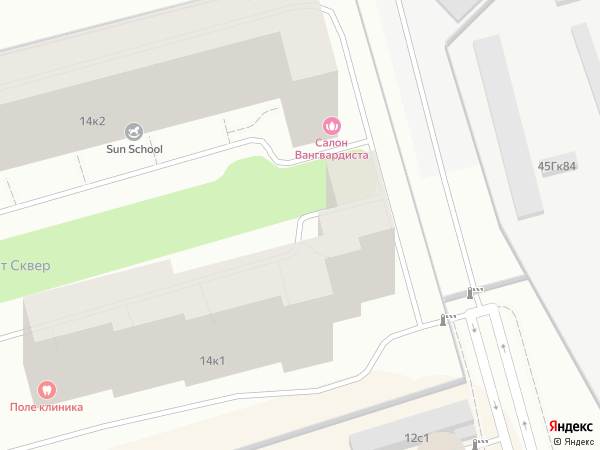 14к2
Sun School
Салон
Вангвардиста
45Гк84
т Сквер
14к1
Поле клиника
12с1
Яндекс
© Яндекс